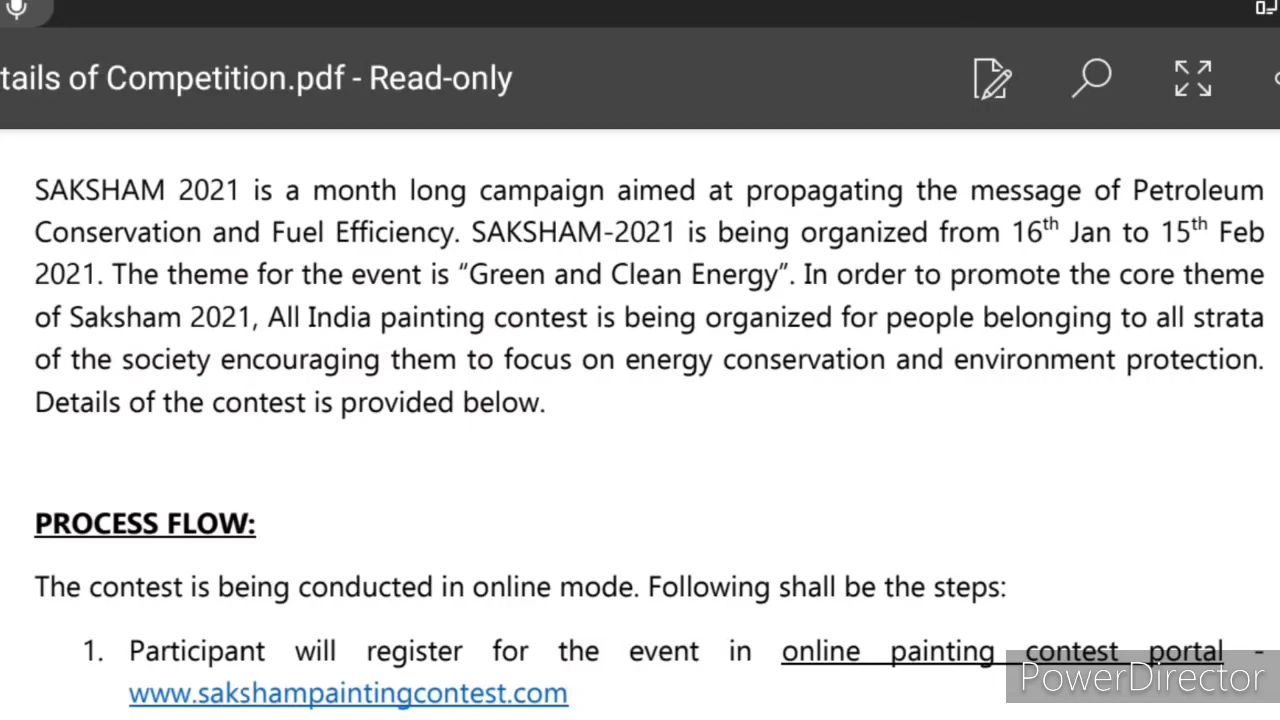 tails of Competition.pdf - Read-only
SAKSHAM 2021 is a month long campaign aimed at propagating the message of Petroleum
Conservation and Fuel Efficiency. SAKSHAM-2021 is being organized from 16th Jan to 15th Feb
2021. The theme for the event is “Green and Clean Energy”. In order to promote the core theme
of Saksham 2021, All India painting contest is being organized for people belonging to all strata
of the society encouraging them to focus on energy conservation and environment protection.
Details of the contest is provided below.
PROCESS FLOW:
The contest is being conducted in online mode. Following shall be the steps:
1. Participant will register for the event in online painting contest portal -
www.sakshampaintingcontest.com
PowerDirector